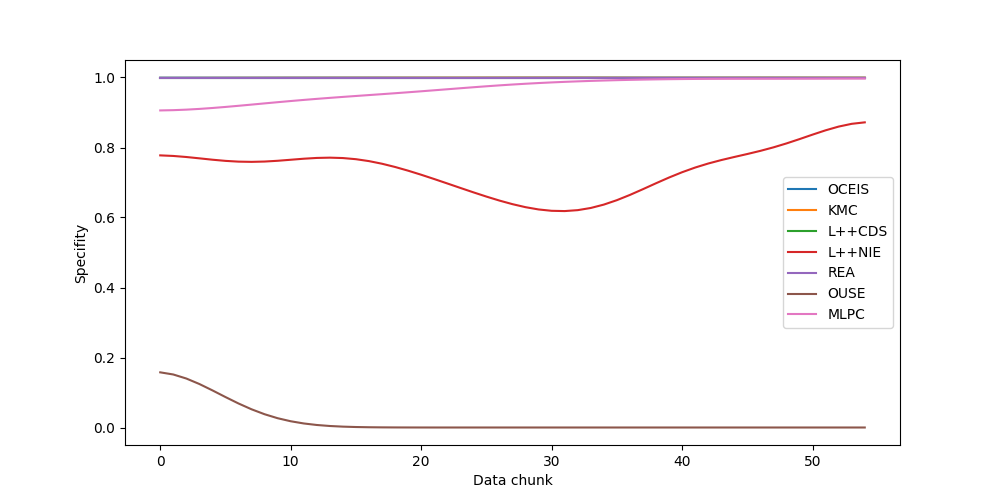 1.0
0.8
0.6
0.4
0.2
0.0
Specifity
0 10 20 30 40 50
Data chunk
OCEIS
KMC
L++CDS
L++NIE
REA
OUSE
MLPC